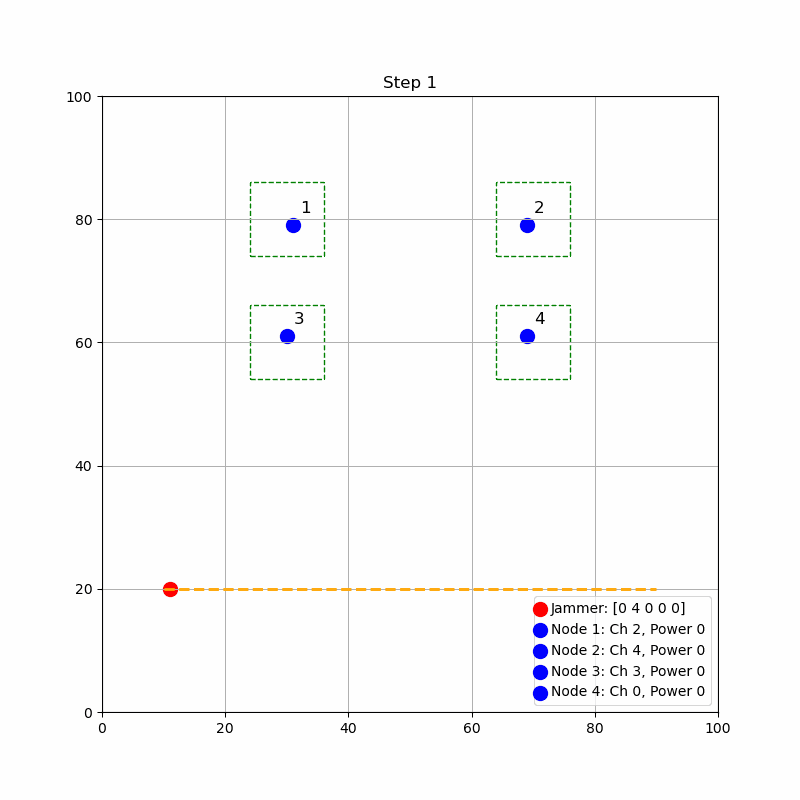 Step 1
100
80
60
40
20
0
1
2
3
4
Jammer: [0 4 0 0 0]
Node 1: Ch 2, Power 0
Node 2: Ch 4, Power 0
Node 3: Ch 3, Power 0
Node 4: Ch 0, Power 0
0 20 40 60 80 100